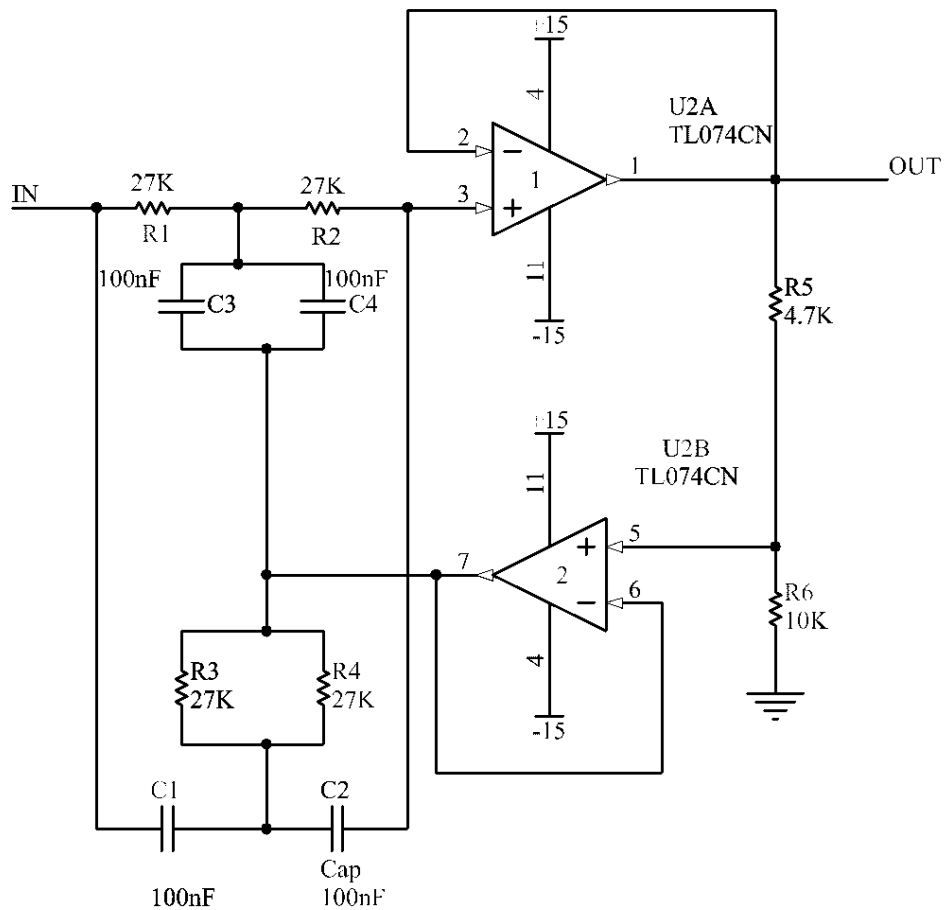 +15
4
U2A
TL074CN
2
−
1
1
OUT
IN
27K
27K
3
+
R1
R2
11
100nF
100nF
C3
C4
R5
4.7K
-15
+15
U2B
TL074CN
11
+
5
7
2
−
6
R6
10K
R3
27K
R4
27K
4
-15
C1
C2
Cap
100nF
100nF